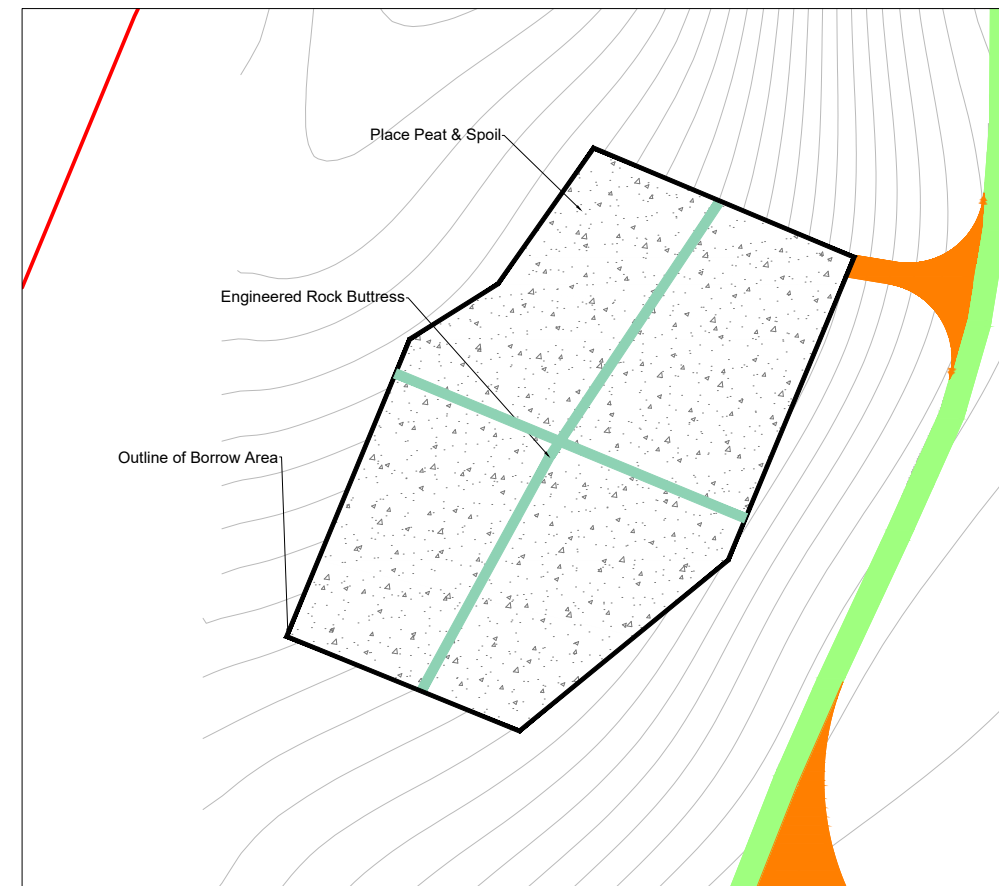 Place Peat & Spoil
Engineered Rock Buttress
Outline of Borrow Area